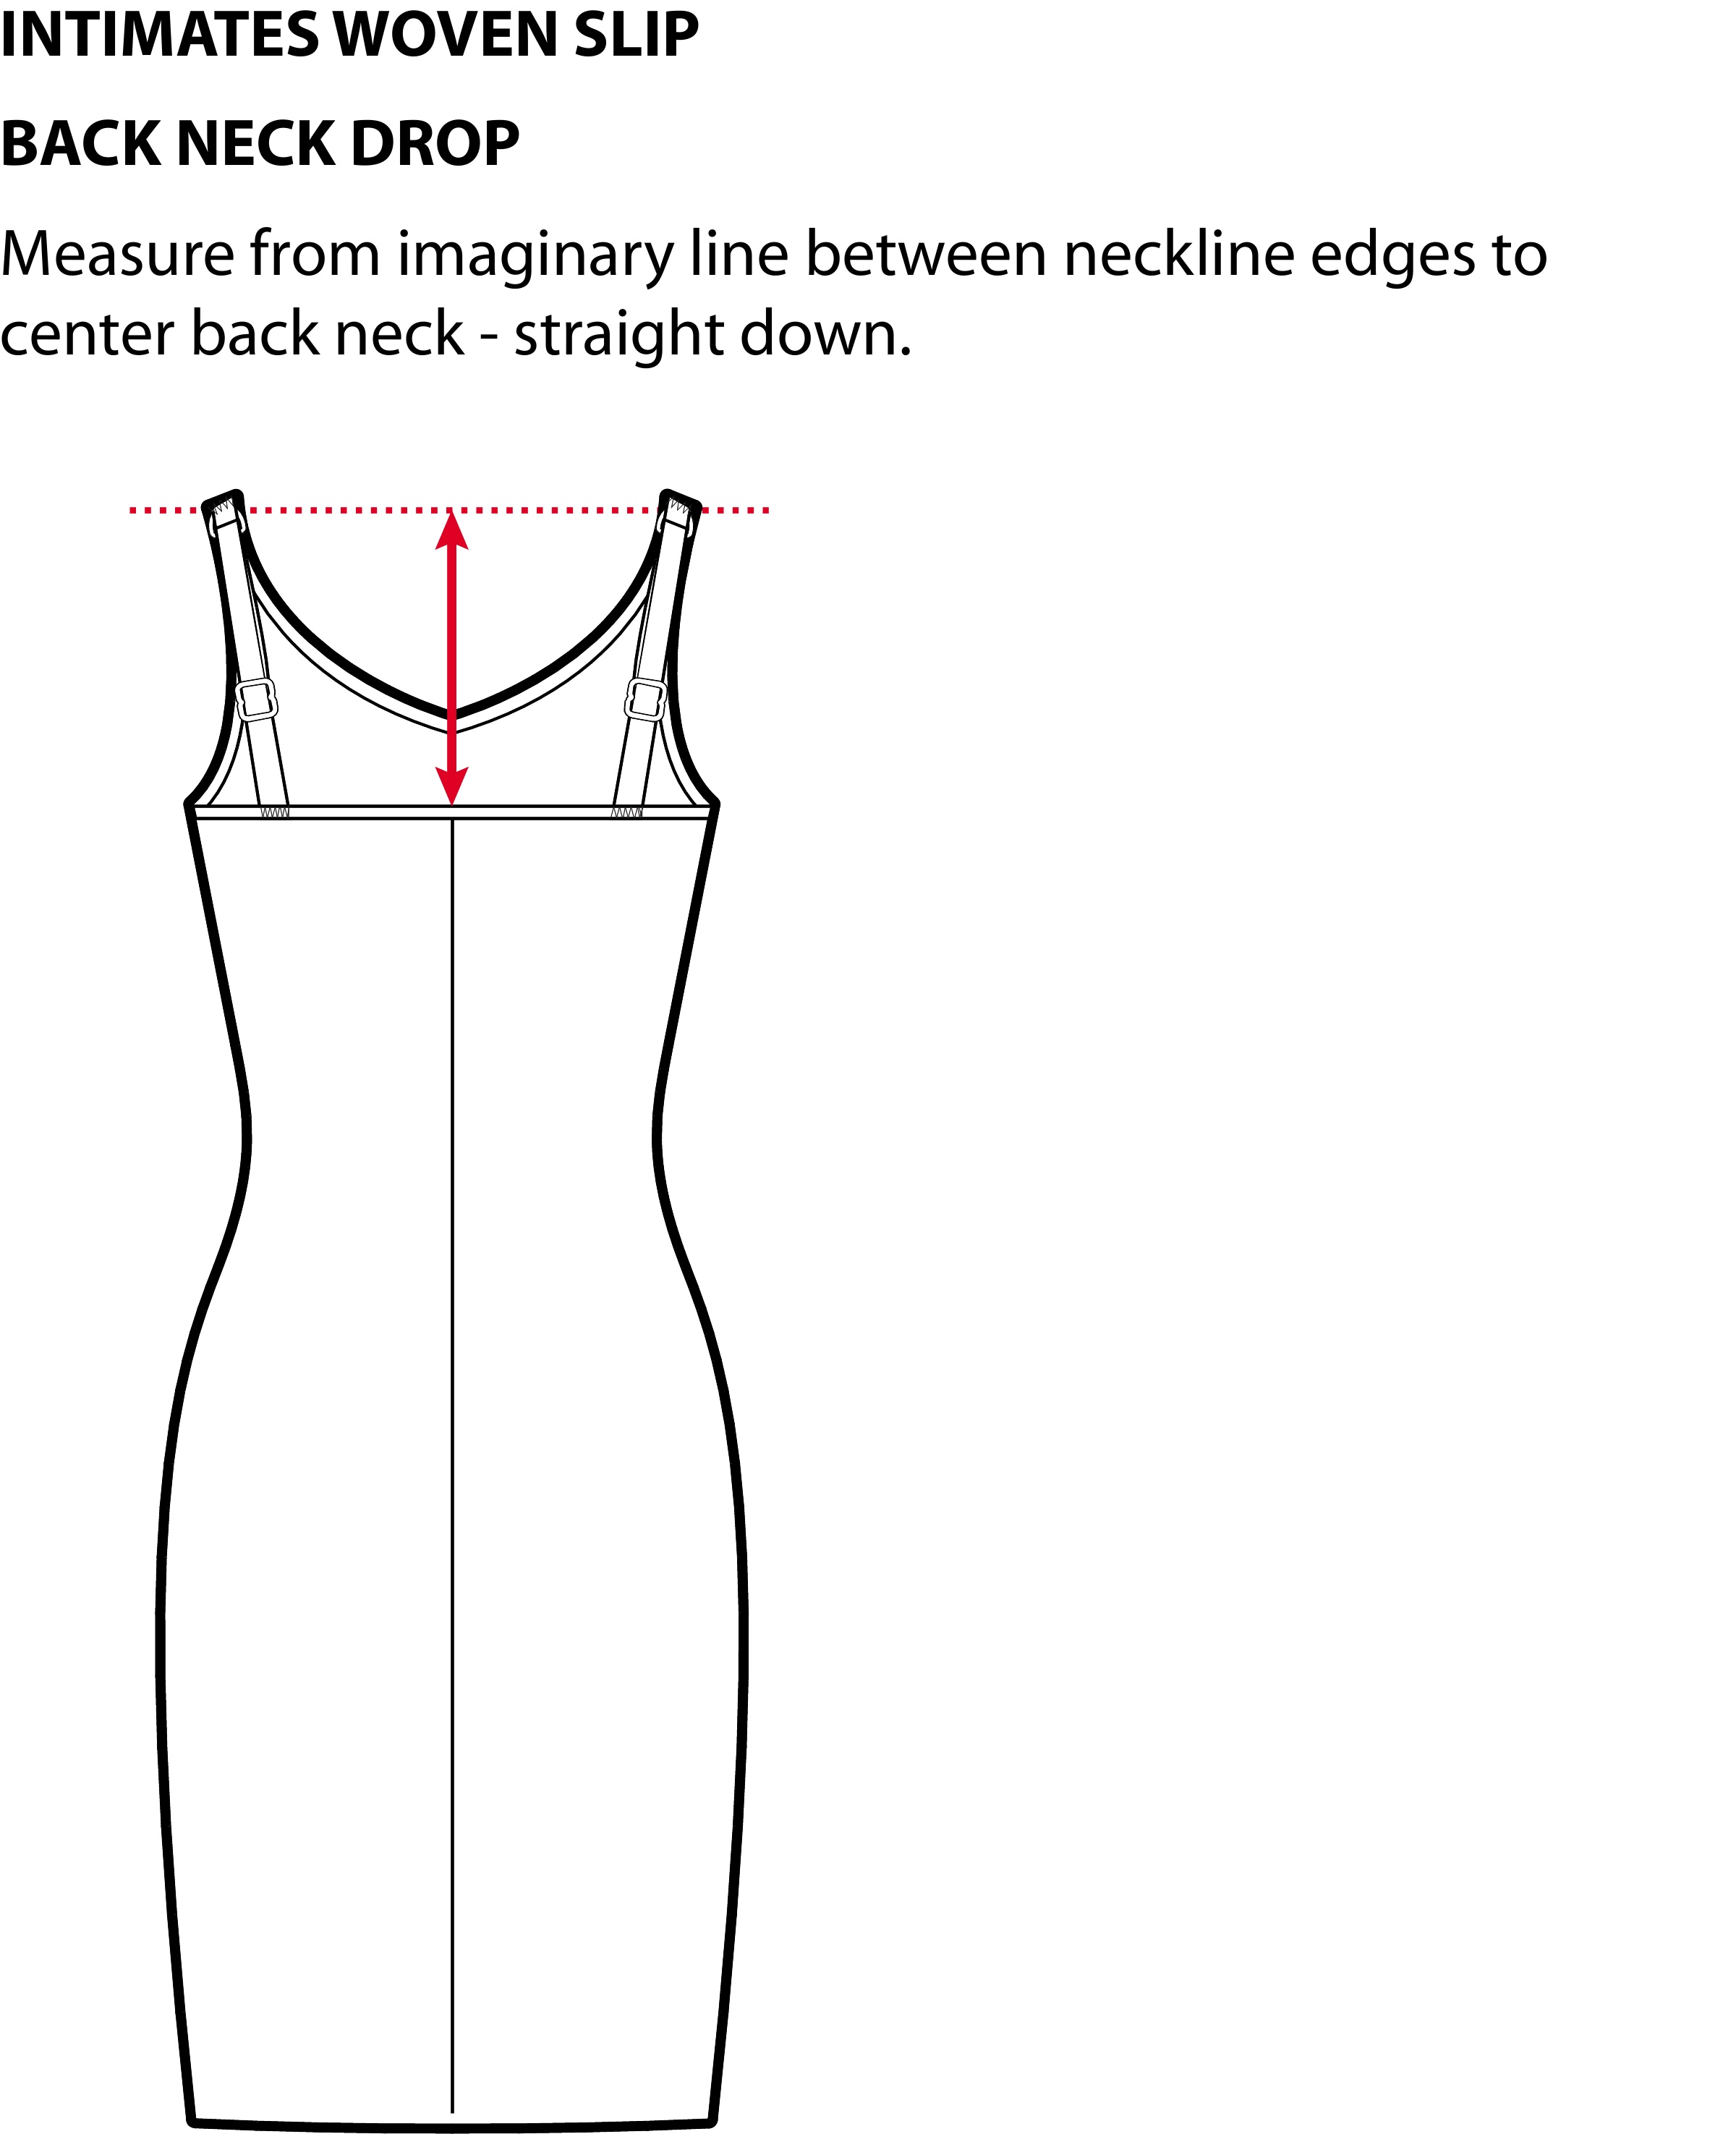 INTIMATES WOVEN SLIP
BACK NECK DROP
Measure from imaginary line between neckline edges to
center back neck - straight down.